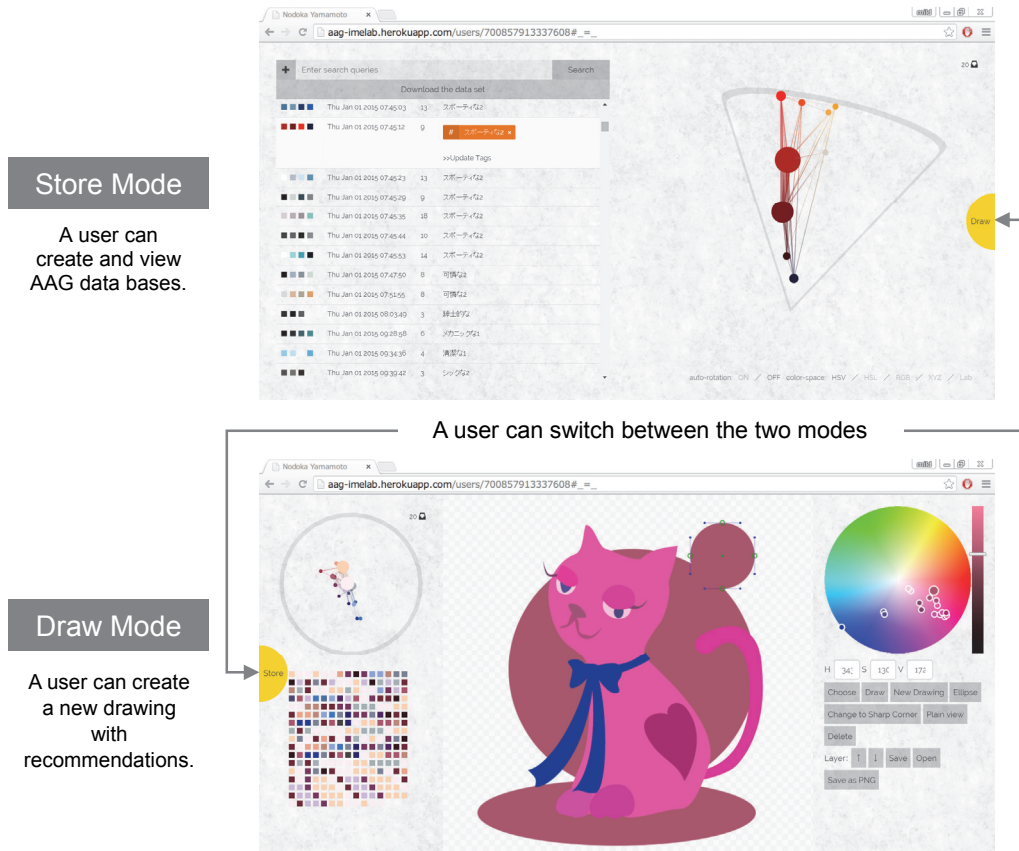 Nodoka Yamamoto ×
aag-imelab.herokuapp.com/users/700857913337608#_=_
20
Enter search queries Search
Download the data set
Thu Jan 01 2015 07:45:03 13 スポーティな2
Thu Jan 01 2015 07:45:12 9 # スポーティな2 ×
>>Update Tags
Thu Jan 01 2015 07:45:23 13 スポーティな2
Thu Jan 01 2015 07:45:29 9 スポーティな2
Thu Jan 01 2015 07:45:35 18 スポーティな2
Thu Jan 01 2015 07:45:44 10 スポーティな2
Thu Jan 01 2015 07:45:53 14 スポーティな2
Thu Jan 01 2015 07:47:50 8 可憐な2
Thu Jan 01 2015 07:51:55 8 可憐な2
Thu Jan 01 2015 08:03:49 3 紳士的な2
Thu Jan 01 2015 09:28:58 6 メカニックな1
Thu Jan 01 2015 09:34:36 4 清潔な1
Thu Jan 01 2015 09:39:42 3 シックな2
Draw
auto-rotation: ON / OFF color-space: HSV / HSL / RGB / XYZ / Lab
Store Mode
A user can
create and view
AAG data bases.
A user can switch between the two modes
Nodoka Yamamoto ×
aag-imelab.herokuapp.com/users/700857913337608#_=_
20
Store
Draw Mode
A user can create
a new drawing
with
recommendations.
H S V
Choose Draw New Drawing Ellipse
Change to Sharp Corner Plain view
Delete
Layer: ↑ ↓ Save Open
Save as PNG